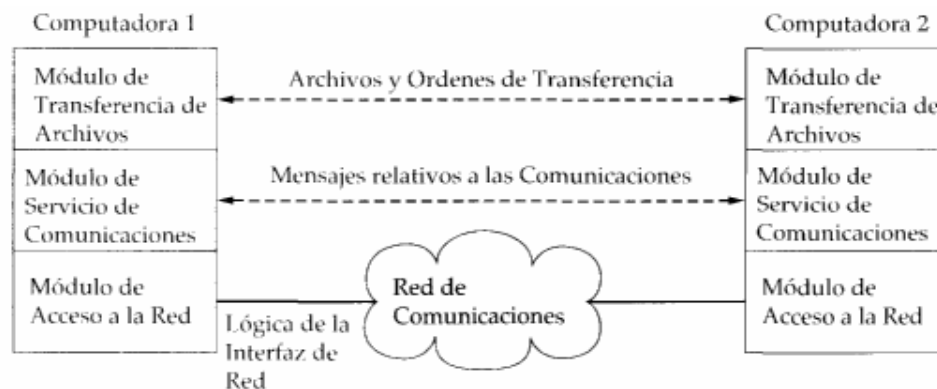 Computadora 1
Computadora 2
Módulo de
Transferencia de
Archivos
Archivos y Ordenes de Transferencia
Módulo de
Transferencia de
Archivos
Módulo de
Servicio de
Comunicaciones
Mensajes relativos a las Comunicaciones
Módulo de
Servicio de
Comunicaciones
Módulo de
Acceso a la Red
Lógica de la
Interfaz de
Red
Red de
Comunicaciones
Módulo de
Acceso a la Red